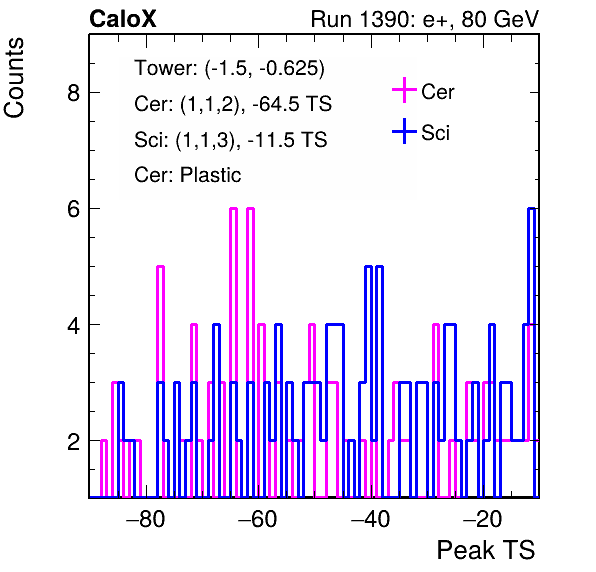 CaloX Run 1390: e+, 80 GeV
Counts
Tower: (-1.5, -0.625)
Cer: (1,1,2), -64.5 TS
Sci: (1,1,3), -11.5 TS
Cer: Plastic
Cer
Sci
8
6
4
2
−80 −60 −40 −20
Peak TS